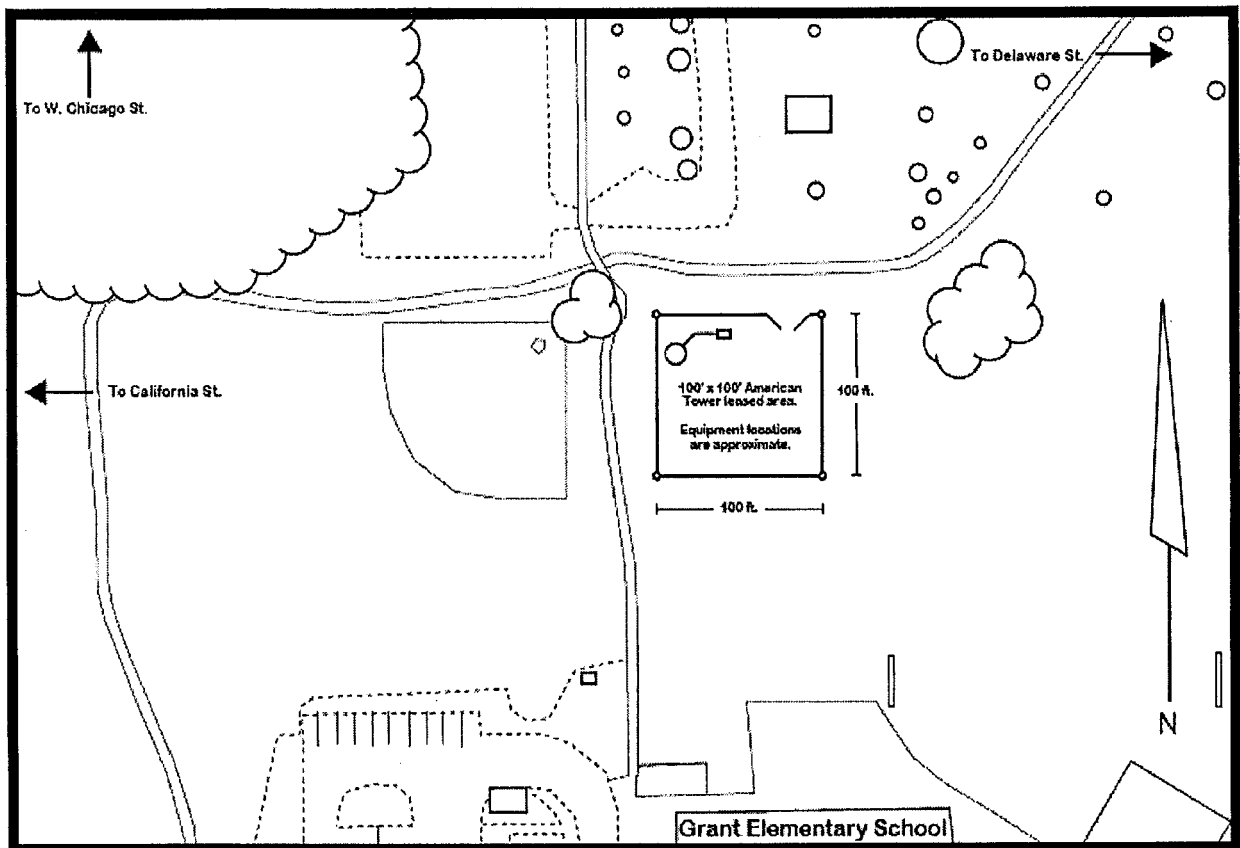 To W. Chicago St.
To Delaware St.
To California St.
100' x 100' American
Tower leased area.
Equipment locations
are approximate.
100 ft.
100 ft.
N
Grant Elementary School